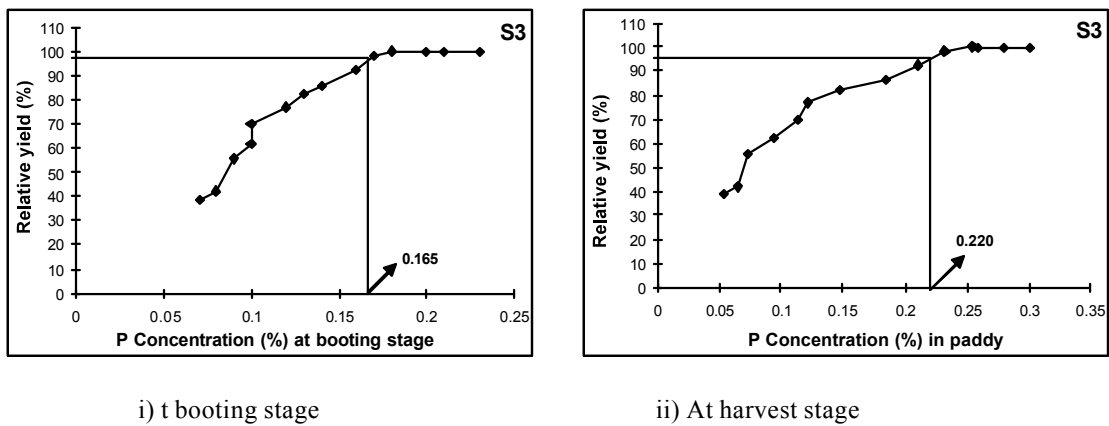 S3
110
100
90
80
70
60
50
40
30
20
10
0
Relative yield (%)
0.165
0 0.05 0.1 0.15 0.2 0.25
P Concentration (%) at booting stage
S3
110
100
90
80
70
60
50
40
30
20
10
0
Relative yield (%)
0.220
0 0.05 0.1 0.15 0.2 0.25 0.3 0.35
P Concentration (%) in paddy
i) t booting stage
ii) At harvest stage